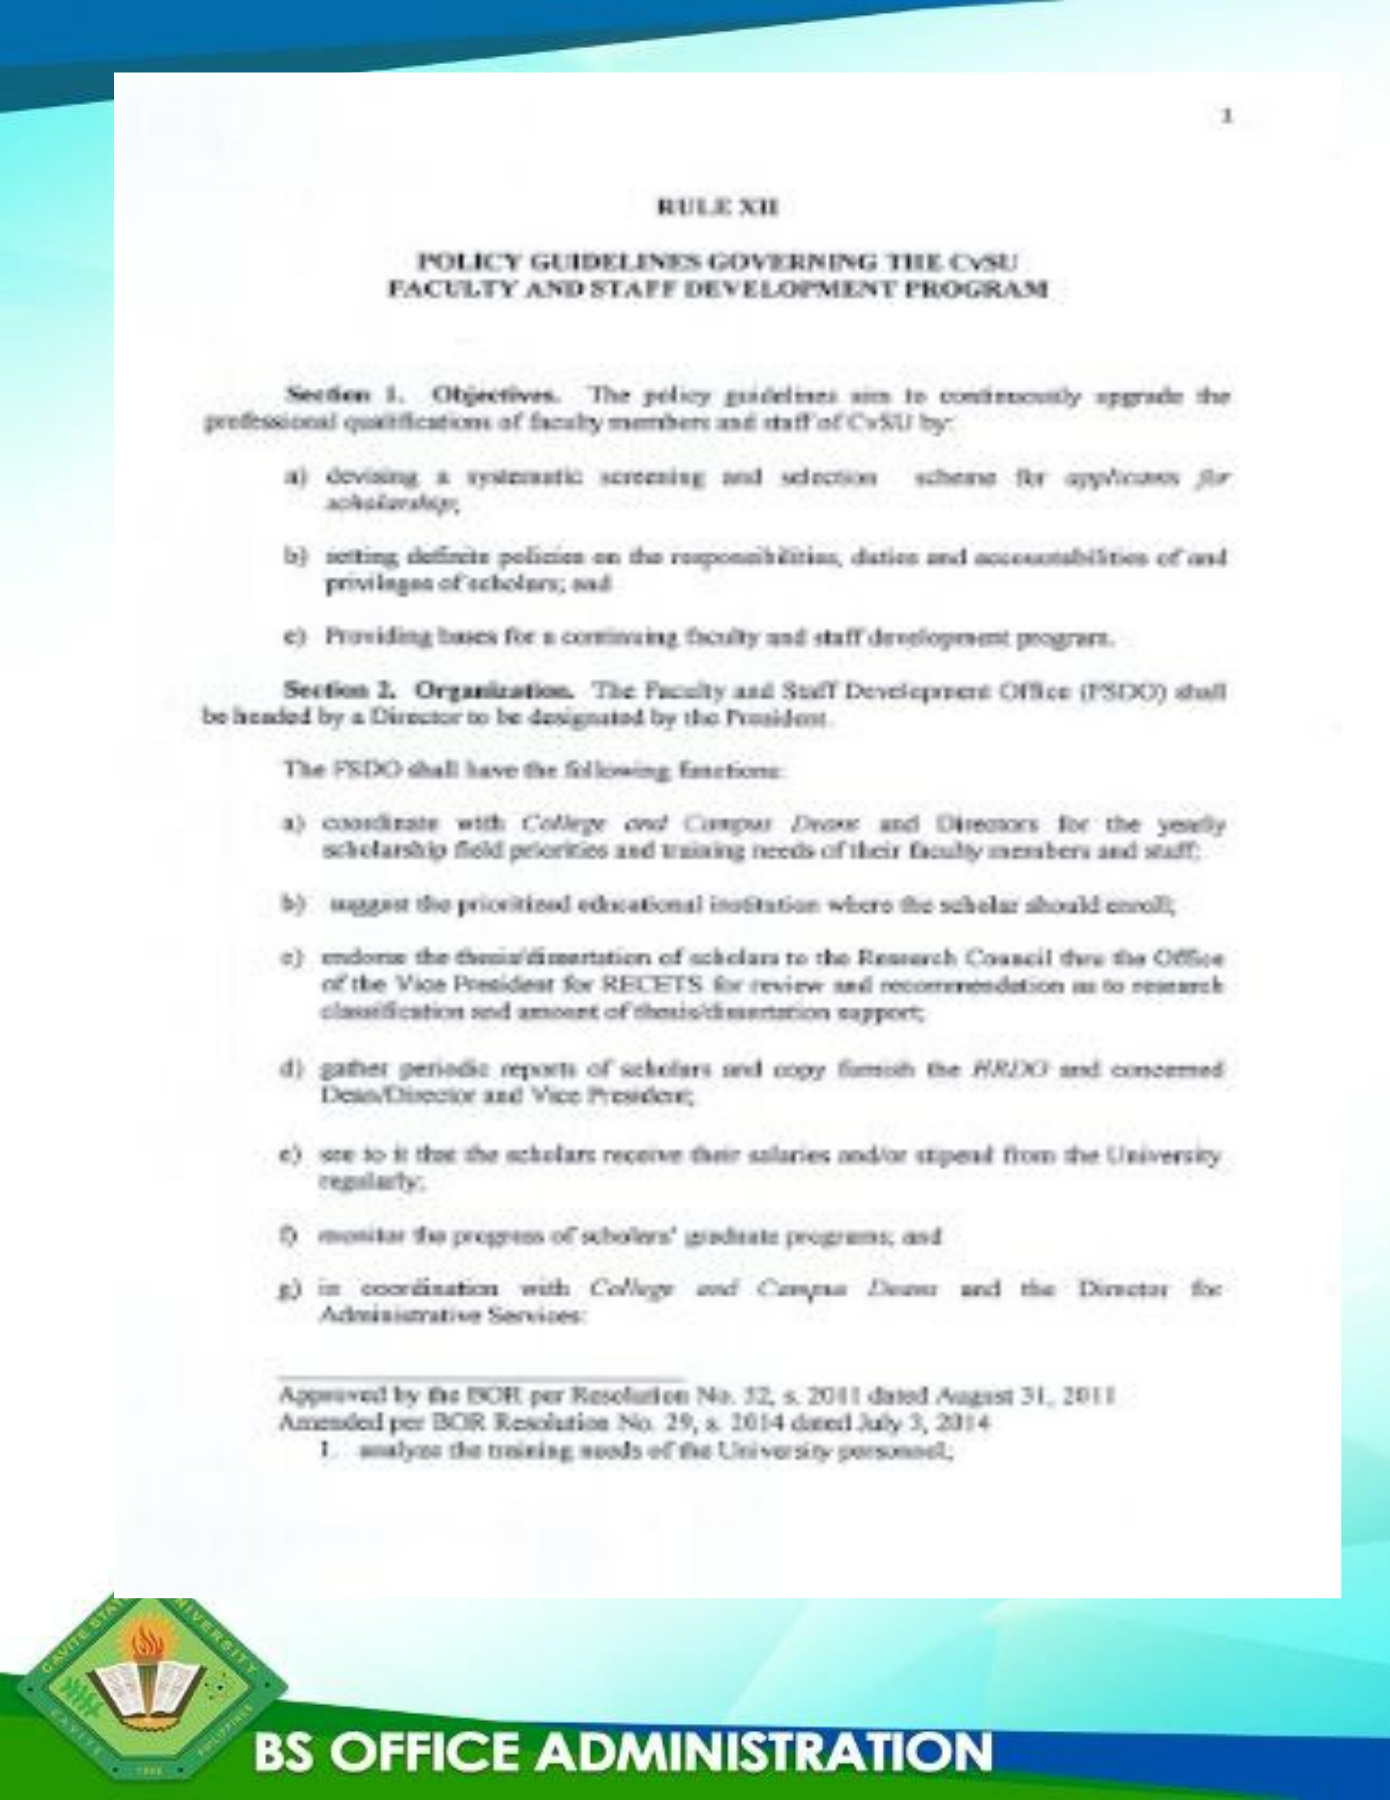 1
RULE XII
POLICY GUIDELINES GOVERNING THE CvSU
FACULTY AND STAFF DEVELOPMENT PROGRAM
Section 1. Objectives. The policy guidelines aim to continuously upgrade the
professional qualifications of faculty members and staff of CvSU by:
a) devising a systematic screening and selection scheme for applicants for
scholarship;
b) setting definite policies on the responsibilities, duties and accountabilities of and
privileges of scholars; and
c) Providing bases for a continuing faculty and staff development program.
Section 2. Organization. The Faculty and Staff Development Office (FSDO) shall
be headed by a Director to be designated by the President.
The FSDO shall have the following functions:
a) coordinate with College and Campus Deans and Directors for the yearly
scholarship field priorities and training needs of their faculty members and staff;
b) suggest the prioritized educational institution where the scholar should enroll;
c) endorse the thesis/dissertation of scholars to the Research Council thru the Office
of the Vice President for RECETS for review and recommendation as to research
classification and amount of thesis/dissertation support;
d) gather periodic reports of scholars and copy furnish the HRDO and concerned
Dean/Director and Vice President;
e) see to it that the scholars receive their salaries and/or stipend from the University
regularly;
f) monitor the progress of scholars' graduate programs; and
g) in coordination with College and Campus Deans and the Director for
Administrative Services:
Approved by the BOR per Resolution No. 52, s. 2011 dated August 31, 2011
Amended per BOR Resolution No. 29, s. 2014 dated July 3, 2014
1. analyze the training needs of the University personnel;
CAVITE STATE UNIVERSITY
CAVITE
PHILIPPINES
BS OFFICE ADMINISTRATION